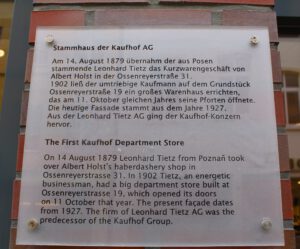 Stammhaus der Kaufhof AG
Am 14. August 1879 übernahm der aus Posen
stammende Leonhard Tietz das Kurzwarengeschäft von
Albert Holst in der Ossenreyerstraße 31.
1902 ließ der umtriebige Kaufmann auf dem Grundstück
Ossenreyerstraße 19 ein großes Warenhaus errichten,
das am 11. Oktober gleichen Jahres seine Pforten öffnete.
Die heutige Fassade stammt aus dem Jahre 1927.
Aus der Leonhard Tietz AG ging der Kaufhof-Konzern
hervor.
The First Kaufhof Department Store
On 14 August 1879 Leonhard Tietz from Poznań took
over Albert Holst's haberdashery shop in
Ossenreyerstrasse 31. In 1902 Tietz, an energetic
businessman, had a big department store built at
Ossenreyerstrasse 19, which opened its doors
on 11 October that year. The present façade dates
from 1927. The firm of Leonhard Tietz AG was the
predecessor of the Kaufhof Group.